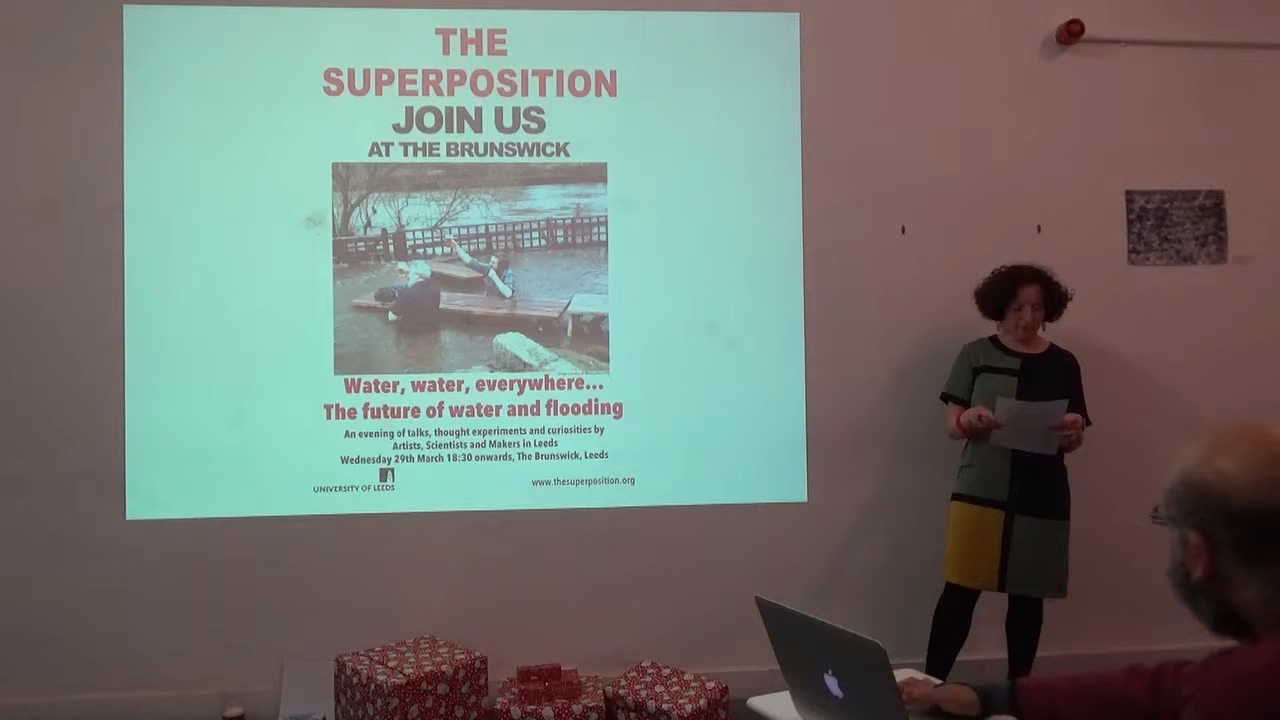 THE
SUPERPOSITION
JOIN US
AT THE BRUNSWICK
Water, water, everywhere...
The future of water and flooding
An evening of talks, thought experiments and curiosities by
Artists, Scientists and Makers in Leeds
Wednesday 29th March 18:30 onwards, The Brunswick, Leeds
UNIVERSITY OF LEEDS
www.thesuperposition.org